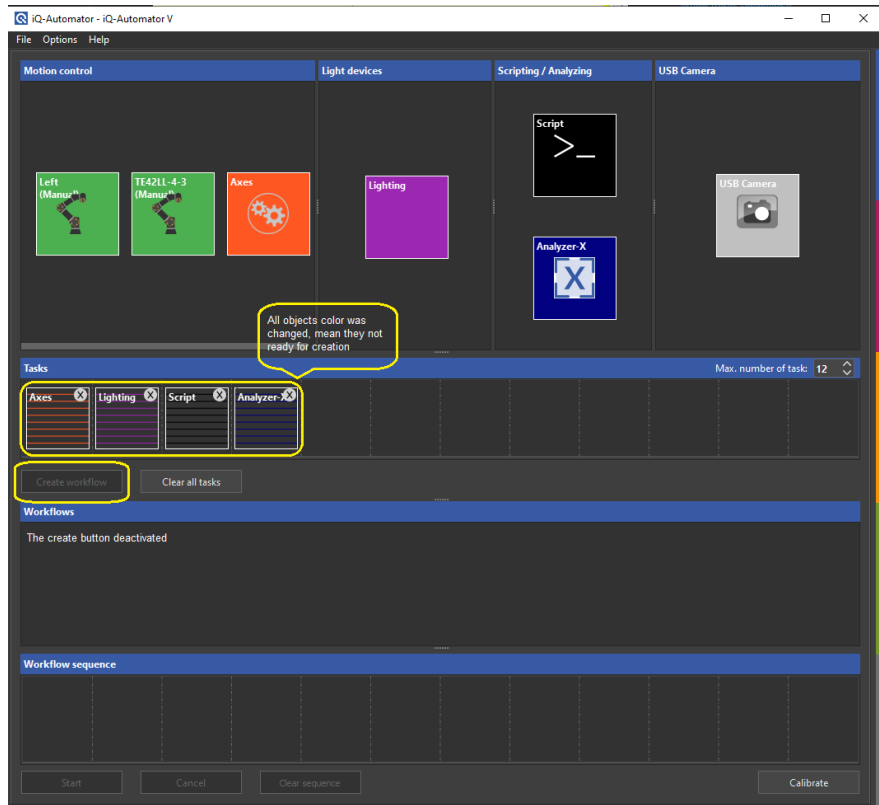 iQ-Automator - iQ-Automator V
File Options Help
Motion control
Light devices
Scripting / Analyzing
USB Camera
Left
(Manual)
TE42LL-4-3
(Manual)
Axes
Lighting
Script
>_
Analyzer-X
X
USB Camera
All objects color was
changed, mean they not
ready for creation
Tasks
Max. number of task: 12
Axes X
Lighting X
Script X
Analyzer-X X
Create workflow
Clear all tasks
Workflows
The create button deactivated
Workflow sequence
Start
Cancel
Clear sequence
Calibrate